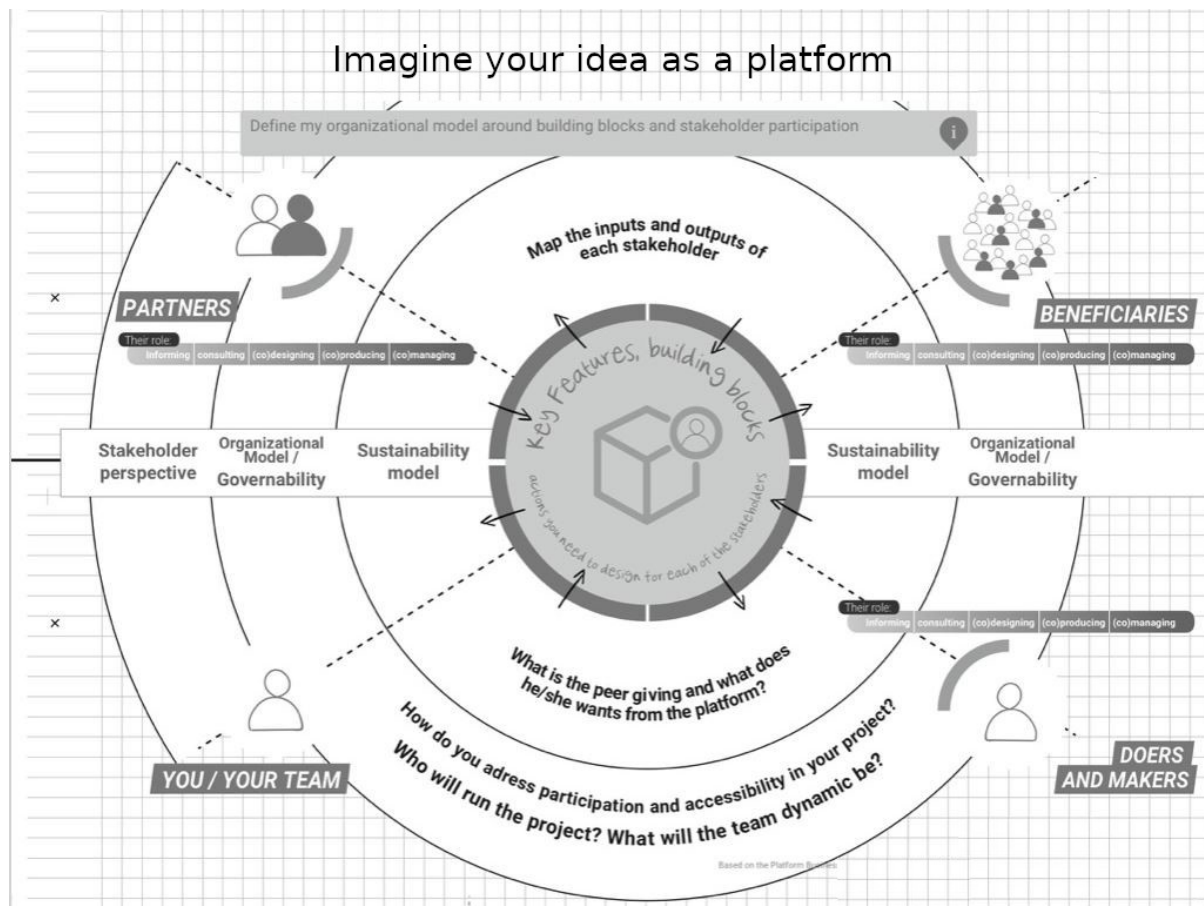 Imagine your idea as a platform
Define my organizational model around building blocks and stakeholder participation
i
Map the inputs and outputs of
each stakeholder
PARTNERS
Their role:
Informing consulting (co)designing (co)producing (co)managing
BENEFICIARIES
Their role:
Informing consulting (co)designing (co)producing (co)managing
Key Features, building blocks
Stakeholder
perspective
Organizational
Model /
Governability
Sustainability
model
Sustainability
model
Organizational
Model /
Governability
actions you need to design for each of the stakeholders
Their role:
Informing consulting (co)designing (co)producing (co)managing
What is the peer giving and what does
he/she wants from the platform?
How do you adress participation and accessibility in your project?
Who will run the project? What will the team dynamic be?
YOU / YOUR TEAM
DOERS
AND MAKERS
Based on the Platform